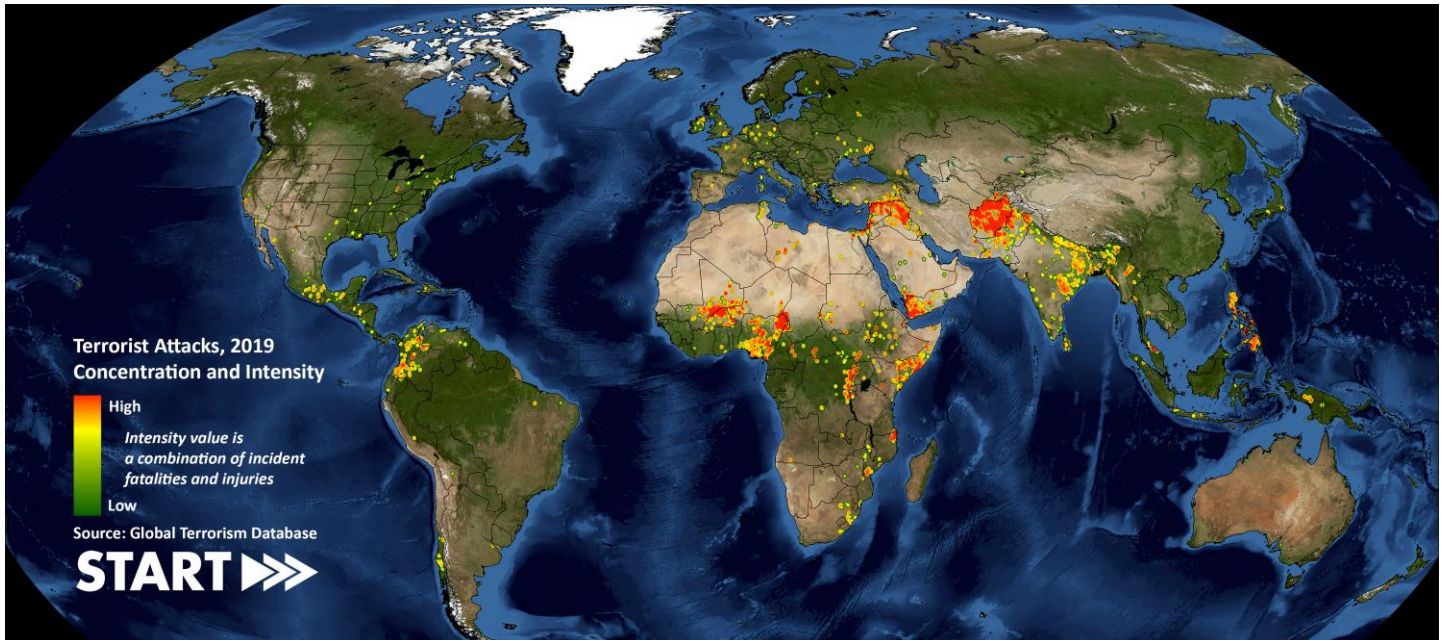 Terrorist Attacks, 2019
Concentration and Intensity
High
Intensity value is
a combination of incident
fatalities and injuries
Low
Source: Global Terrorism Database
START